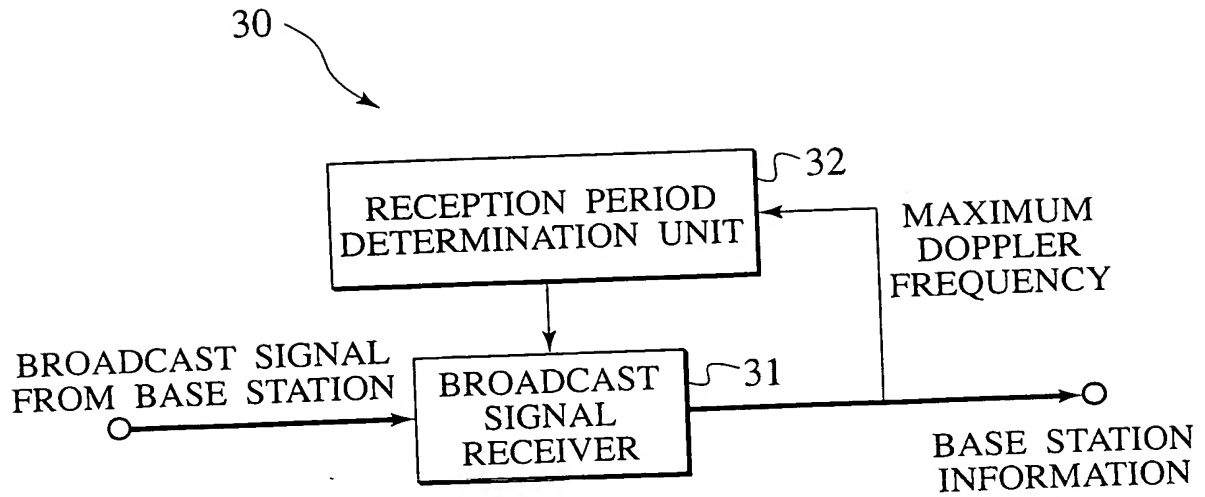 30
32
RECEPTION PERIOD
DETERMINATION UNIT
MAXIMUM
DOPPLER
FREQUENCY
BROADCAST SIGNAL
FROM BASE STATION
31
BROADCAST
SIGNAL
RECEIVER
BASE STATION
INFORMATION